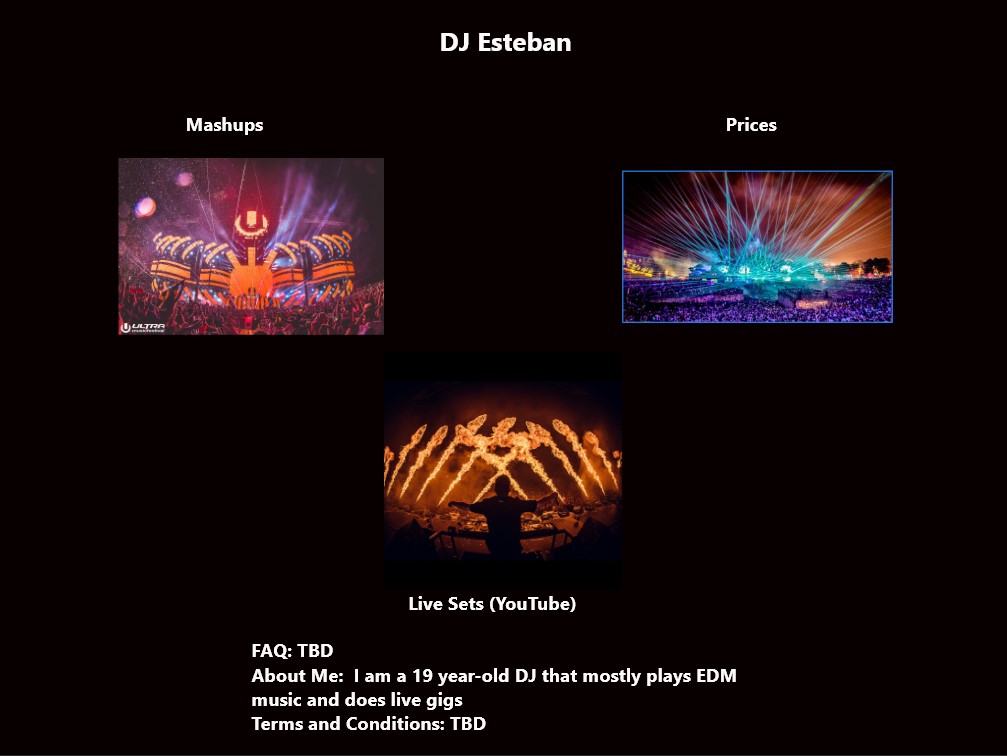 DJ Esteban
Mashups
Prices
ULTRA
musicfestival
Live Sets (YouTube)
FAQ: TBD
About Me:  I am a 19 year-old DJ that mostly plays EDM
music and does live gigs
Terms and Conditions: TBD